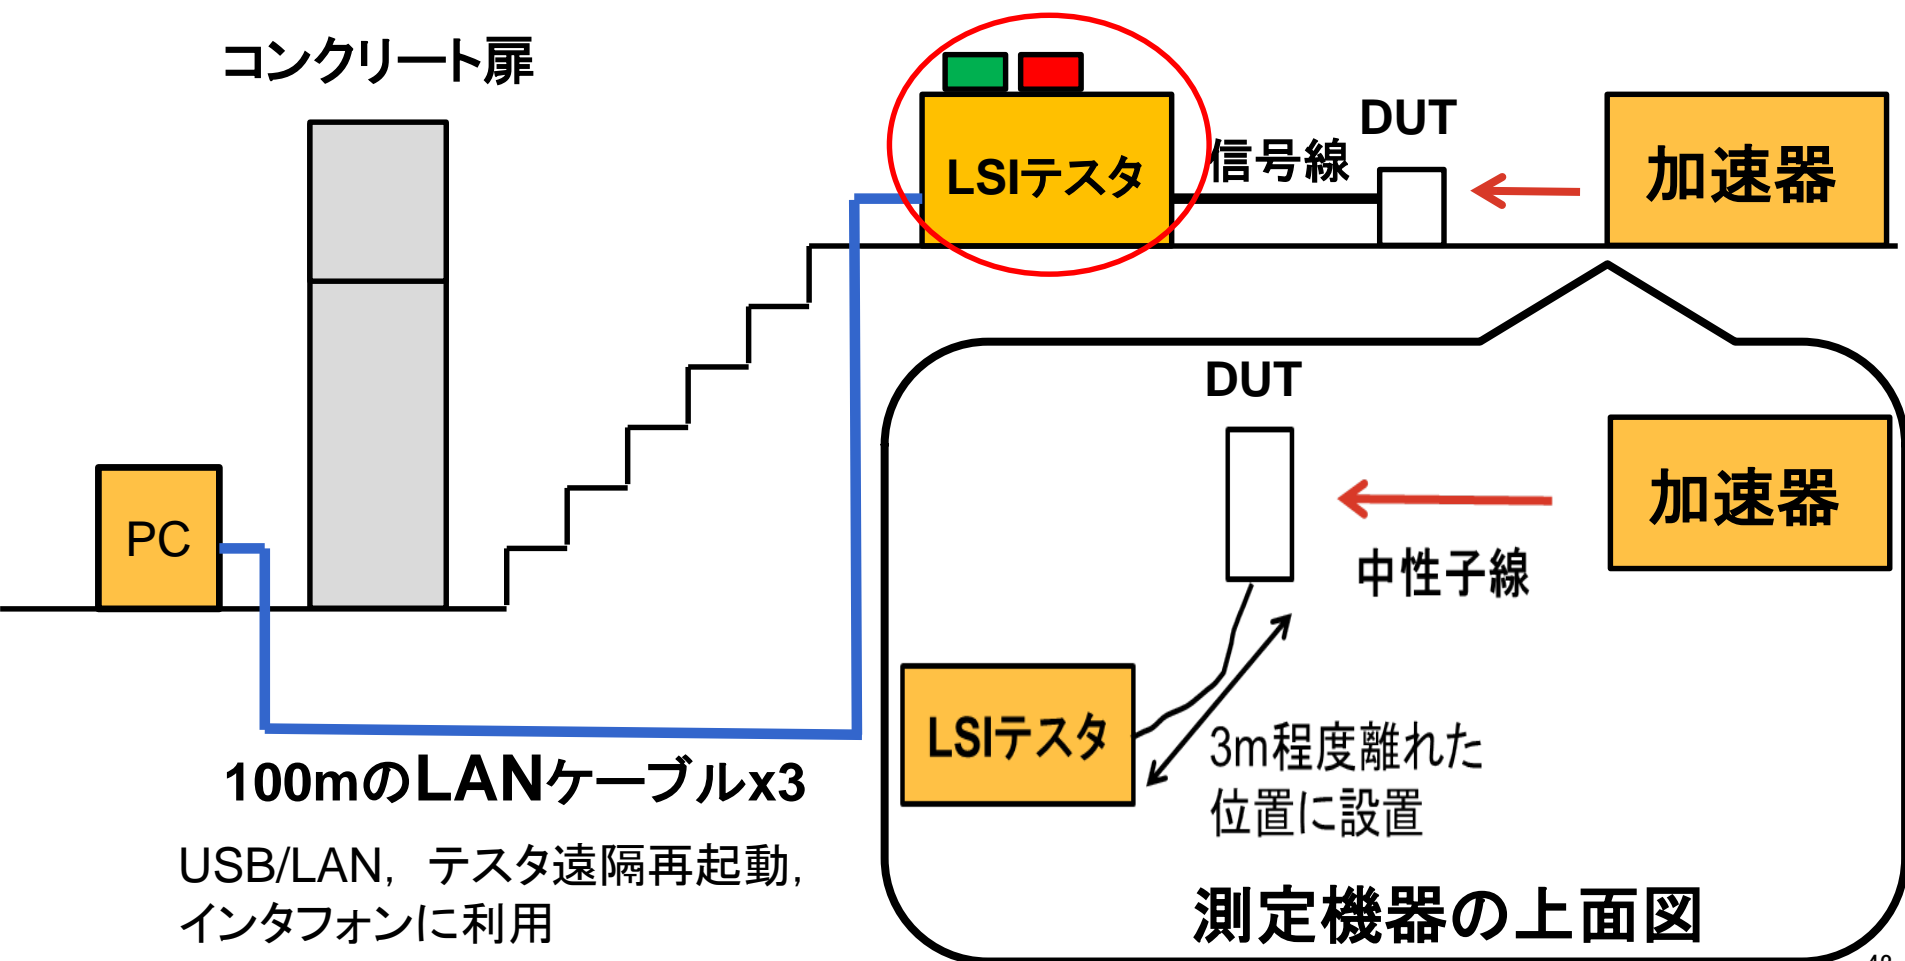 コンクリート扉
LSIテスタ
信号線
DUT
加速器
PC
100mのLANケーブルx3
USB/LAN, テスタ遠隔再起動,
インタフォンに利用
DUT
加速器
中性子線
LSIテスタ
3m程度離れた
位置に設置
測定機器の上面図